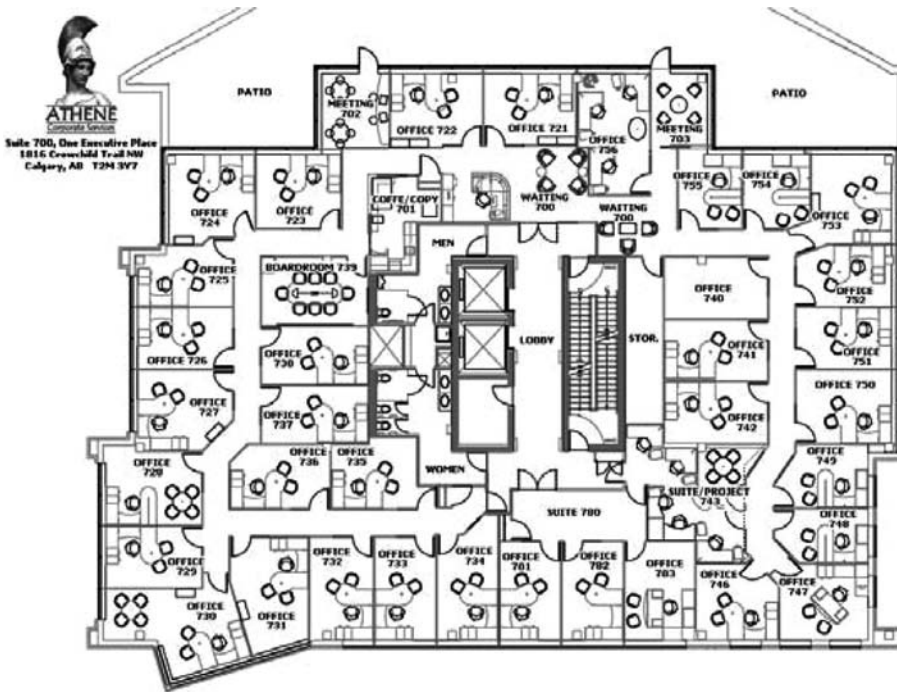 ATHENE
Corporate Services
Suite 700, One Executive Place
1816 Crowchild Trail NW
Calgary, AB T2M 3V7
PATIO
PATIO
MEETING
702
OFFICE 722
OFFICE 721
OFFICE
756
MEETING
703
OFFICE
724
OFFICE
723
COFFE/COPY
701
WAITING
700
WAITING
700
OFFICE
755
OFFICE
754
OFFICE
753
MEN
OFFICE
725
BOARDROOM 739
OFFICE
740
OFFICE
752
OFFICE 726
OFFICE
738
LOBBY
STOR.
OFFICE
741
OFFICE
751
OFFICE
727
OFFICE
737
OFFICE
742
OFFICE 750
OFFICE
728
OFFICE
736
OFFICE
735
WOMEN
SUITE/PROJECT
743
OFFICE
749
SUITE 780
OFFICE
748
OFFICE
729
OFFICE
730
OFFICE
731
OFFICE
732
OFFICE
733
OFFICE
734
OFFICE
781
OFFICE
782
OFFICE
783
OFFICE
746
OFFICE
747